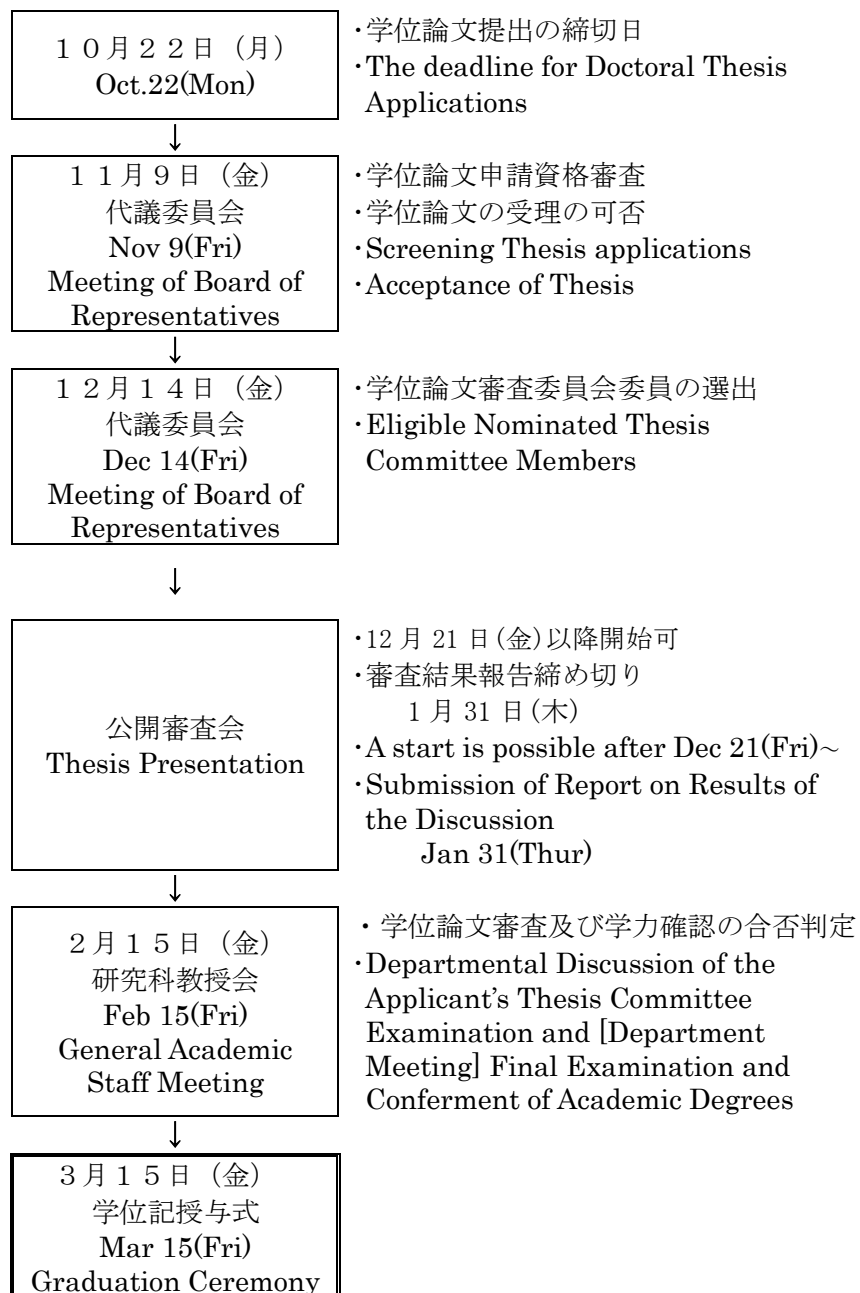 １０月２２日（月）
Oct.22(Mon)
・学位論文提出の締切日
・The deadline for Doctoral Thesis
Applications
↓
１１月９日（金）
代議委員会
Nov 9(Fri)
Meeting of Board of
Representatives
・学位論文申請資格審査
・学位論文の受理の可否
・Screening Thesis applications
・Acceptance of Thesis
↓
１２月１４日（金）
代議委員会
Dec 14(Fri)
Meeting of Board of
Representatives
・学位論文審査委員会委員の選出
・Eligible Nominated Thesis
Committee Members
↓
公開審査会
Thesis Presentation
・12 月 21 日(金)以降開始可
・審査結果報告締め切り
1 月 31 日(木)
・A start is possible after Dec 21(Fri)~
・Submission of Report on Results of
the Discussion
Jan 31(Thur)
↓
２月１５日（金）
研究科教授会
Feb 15(Fri)
General Academic
Staff Meeting
・学位論文審査及び学力確認の合否判定
・Departmental Discussion of the
Applicant’s Thesis Committee
Examination and [Department
Meeting] Final Examination and
Conferment of Academic Degrees
↓
３月１５日（金）
学位記授与式
Mar 15(Fri)
Graduation Ceremony